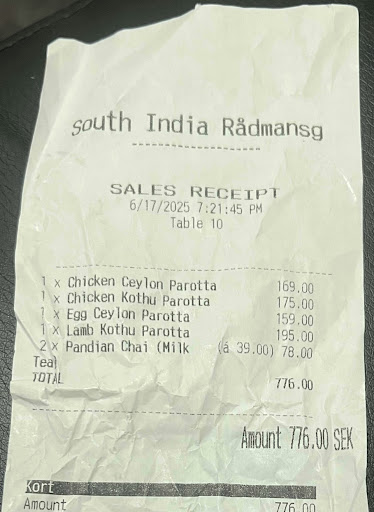 South India Rådmansg
SALES RECEIPT
6/17/2025 7:21:45 PM
Table 10
1 x Chicken Ceylon Parotta 169.00
1 x Chicken Kothu Parotta 175.00
1 x Egg Ceylon Parotta 159.00
1 x Lamb Kothu Parotta 195.00
2 x Pandian Chai (Milk (á 39.00) 78.00
Tea)
TOTAL 776.00
Amount 776.00 SEK
Kort
Amount 776.00